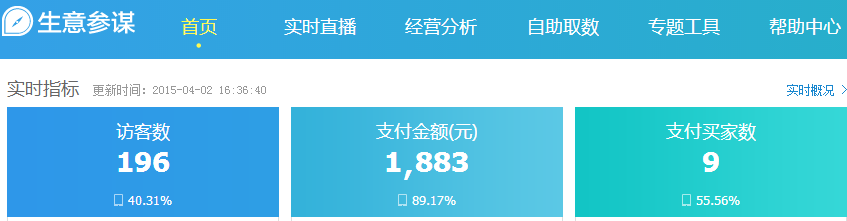 生意参谋 首页 实时直播 经营分析 自助取数 专题工具 帮助中心
实时指标 更新时间：2015-04-02 16:36:40 实时概况 >
访客数 支付金额(元) 支付买家数
196 1,883 9
40.31% 89.17% 55.56%